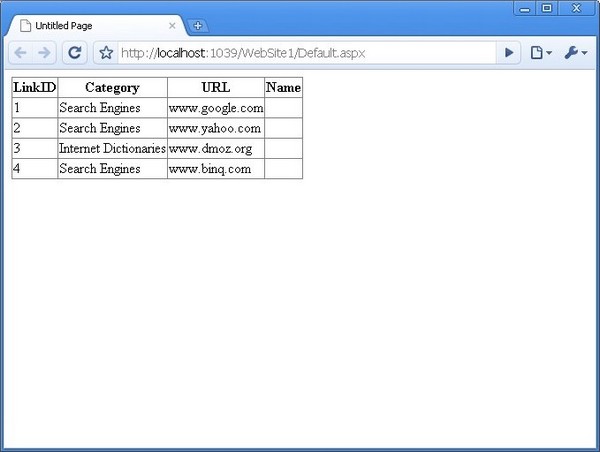 Untitled Page
http://localhost:1039/WebSite1/Default.aspx
LinkID Category URL Name
1 Search Engines www.google.com
2 Search Engines www.yahoo.com
3 Internet Dictionaries www.dmoz.org
4 Search Engines www.binq.com